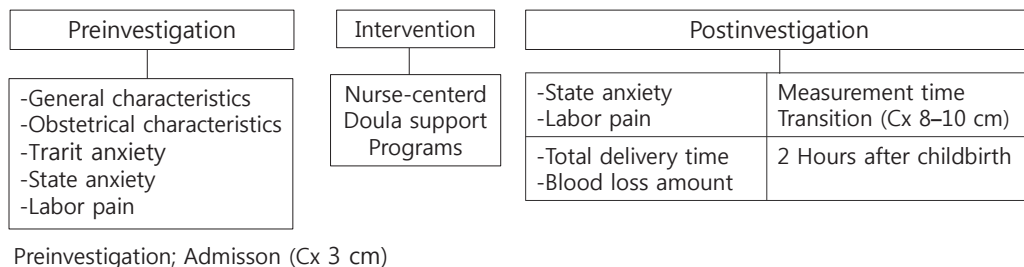 Preinvestigation
Intervention
Postinvestigation
-General characteristics
-Obstetrical characteristics
-Trarit anxiety
-State anxiety
-Labor pain
Nurse-centerd
Doula support
Programs
-State anxiety
-Labor pain
Measurement time
Transition (Cx 8–10 cm)
-Total delivery time
-Blood loss amount
2 Hours after childbirth
Preinvestigation; Admisson (Cx 3 cm)